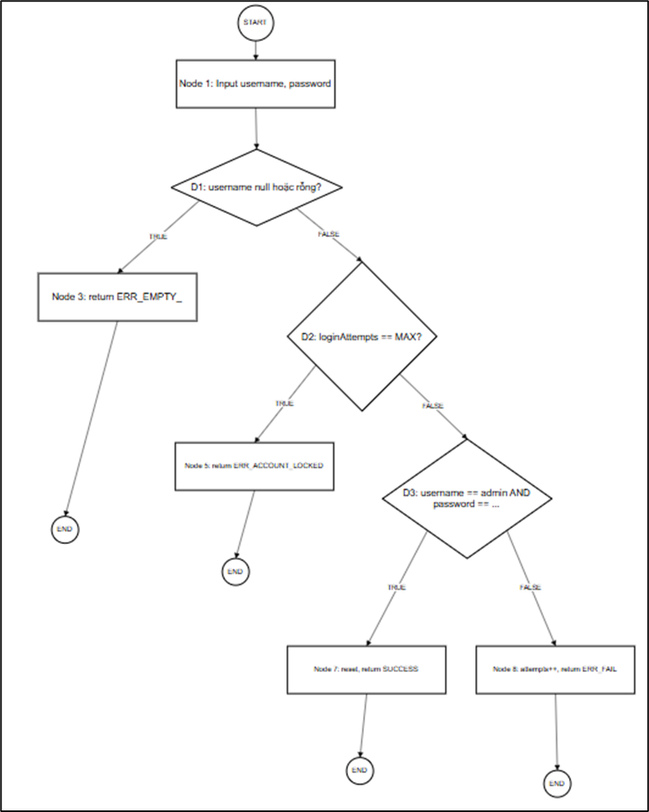 START
Node 1: Input username, password
D1: username null hoặc rỗng?
TRUE
FALSE
Node 3: return ERR_EMPTY_
D2: loginAttempts == MAX?
TRUE
FALSE
Node 5: return ERR_ACCOUNT_LOCKED
D3: username == admin AND
password == ...
END
END
TRUE
FALSE
Node 7: reset, return SUCCESS
Node 8: attempts++, return ERR_FAIL
END
END